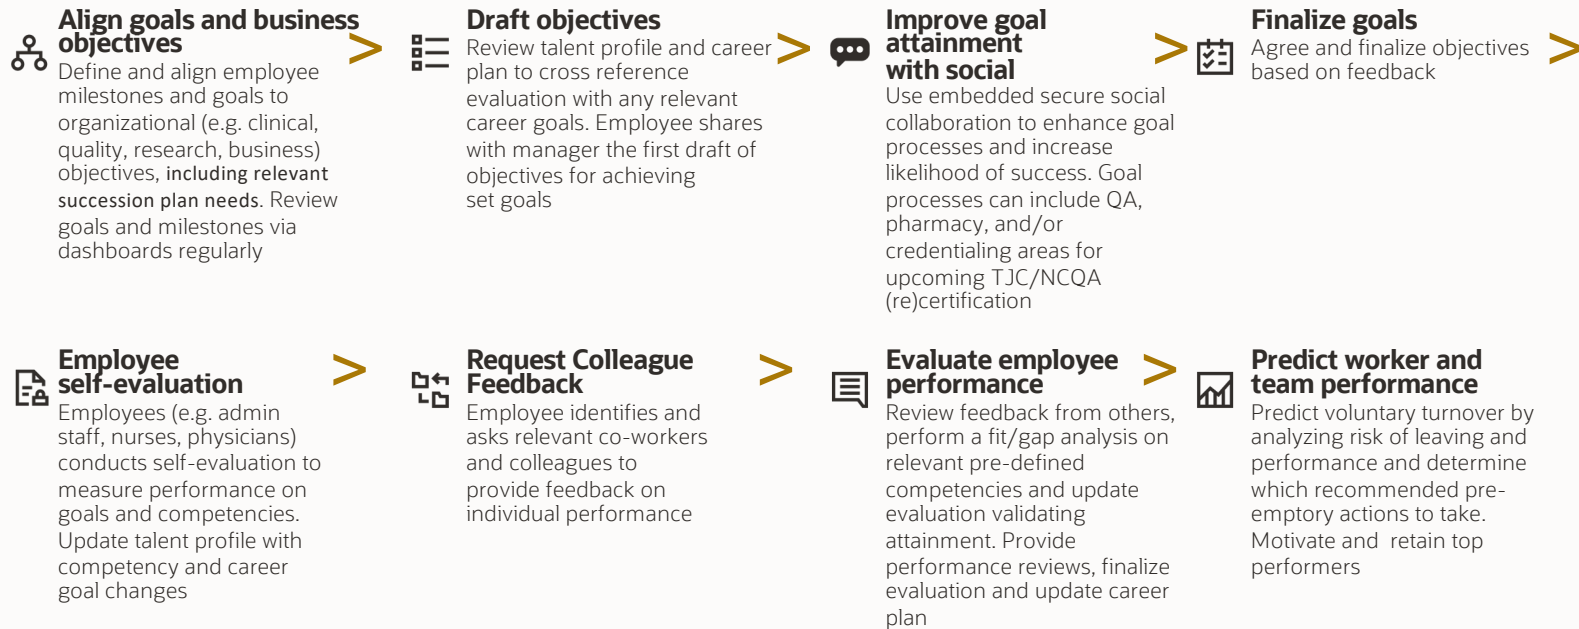 Align goals and business
objectives
Define and align employee
milestones and goals to
organizational (e.g. clinical,
quality, research, business)
objectives, including relevant
succession plan needs. Review
goals and milestones via
dashboards regularly
>
Draft objectives
Review talent profile and career
plan to cross reference
evaluation with any relevant
career goals. Employee shares
with manager the first draft of
objectives for achieving
set goals
>
Improve goal
attainment
with social
Use embedded secure social
collaboration to enhance goal
processes and increase
likelihood of success. Goal
processes can include QA,
pharmacy, and/or
credentialing areas for
upcoming TJC/NCQA
(re)certification
>
Finalize goals
Agree and finalize objectives
based on feedback
>
Employee
self-evaluation
Employees (e.g. admin
staff, nurses, physicians)
conducts self-evaluation to
measure performance on
goals and competencies.
Update talent profile with
competency and career
goal changes
>
Request Colleague
Feedback
Employee identifies and
asks relevant co-workers
and colleagues to
provide feedback on
individual performance
>
Evaluate employee
performance
Review feedback from others,
perform a fit/gap analysis on
relevant pre-defined
competencies and update
evaluation validating
attainment. Provide
performance reviews, finalize
evaluation and update career
plan
>
Predict worker and
team performance
Predict voluntary turnover by
analyzing risk of leaving and
performance and determine
which recommended pre-
emptory actions to take.
Motivate and  retain top
performers